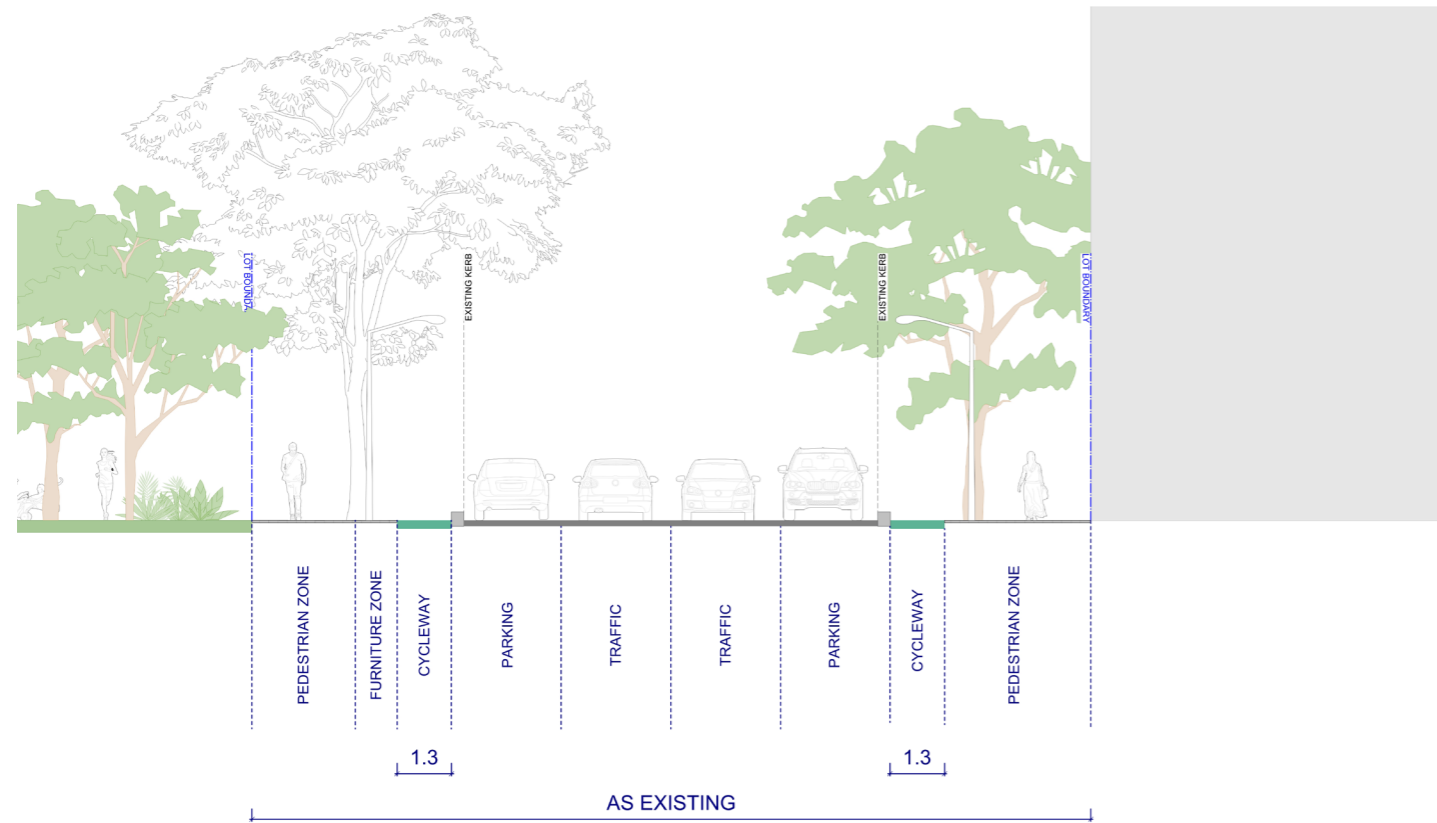 LOT BOUNDA
EXISTING KERB
EXISTING KERB
LOT BOUNDARY
PEDESTRIAN ZONE
FURNITURE ZONE
CYCLEWAY
PARKING
TRAFFIC
TRAFFIC
PARKING
CYCLEWAY
PEDESTRIAN ZONE
1.3
1.3
AS EXISTING